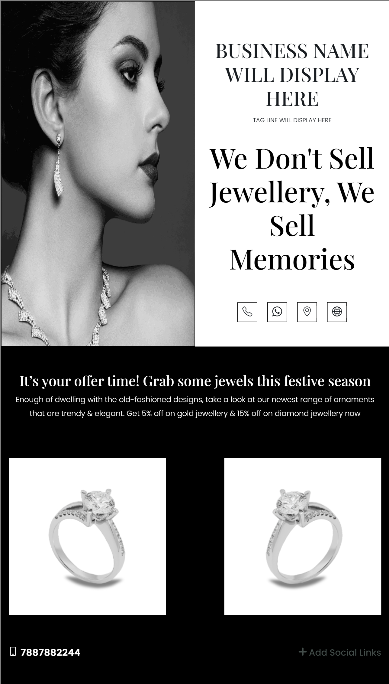 BUSINESS NAME
WILL DISPLAY
HERE
TAG LINE WILL DISPLAY HERE
We Don't Sell
Jewellery, We
Sell
Memories
It's your offer time! Grab some jewels this festive season
Enough of dwelling with the old-fashioned designs, take a look at our newest range of ornaments
that are trendy & elegant. Get 5% off on gold jewellery & 15% off on diamond jewellery now
7887882244
+ Add Social Links